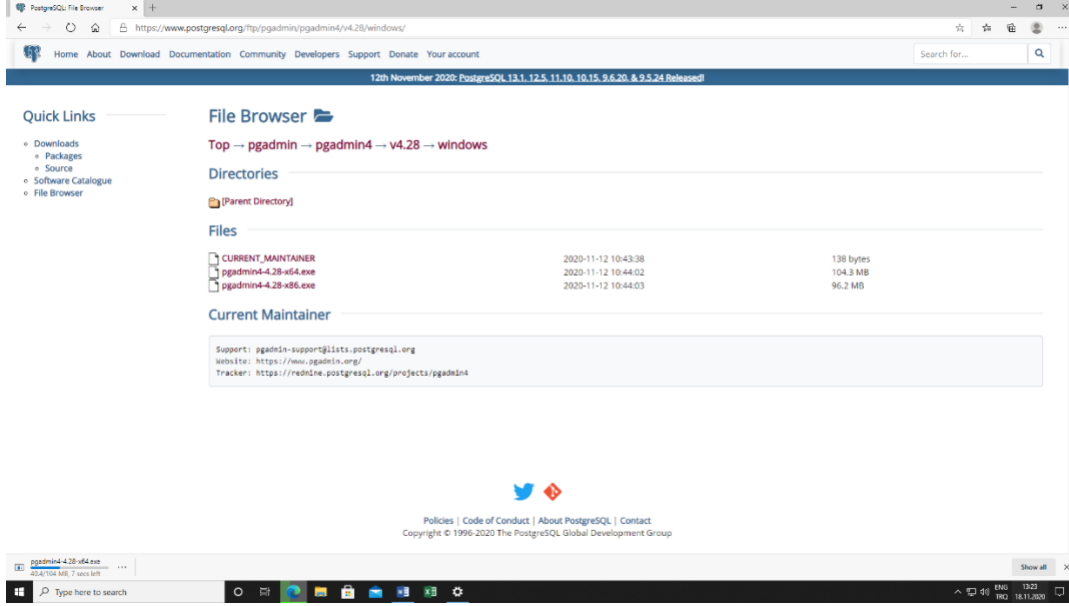 PostgreSQL: File Browser
https://www.postgresql.org/ftp/pgadmin/pgadmin4/v4.28/windows/
Home About Download Documentation Community Developers Support Donate Your account
Search for...
12th November 2020: PostgreSQL 13.1, 12.5, 11.10, 10.15, 9.6.20, & 9.5.24 Released!
Quick Links
Downloads
Packages
Source
Software Catalogue
File Browser
File Browser
Top → pgadmin → pgadmin4 → v4.28 → windows
Directories
[Parent Directory]
Files
CURRENT_MAINTAINER 2020-11-12 10:43:38 138 bytes
pgadmin4-4.28-x64.exe 2020-11-12 10:44:02 104.3 MB
pgadmin4-4.28-x86.exe 2020-11-12 10:44:03 96.2 MB
Current Maintainer
Support: pgadmin-support@lists.postgresql.org
Website: https://www.pgadmin.org/
Tracker: https://redmine.postgresql.org/projects/pgadmin4
Policies | Code of Conduct | About PostgreSQL | Contact
Copyright © 1996-2020 The PostgreSQL Global Development Group
pgadmin4-4.28-x64.exe
40.4/104 MB, 7 secs left
Show all
Type here to search
ENG 13:23
TRQ 18.11.2020